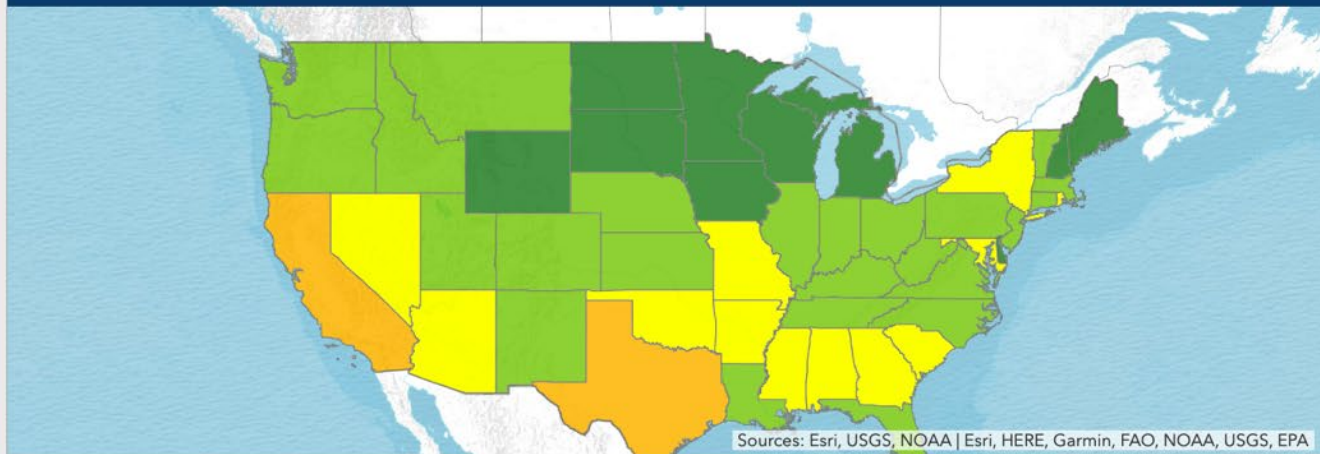 Sources: Esri, USGS, NOAA | Esri, HERE, Garmin, FAO, NOAA, USGS, EPA